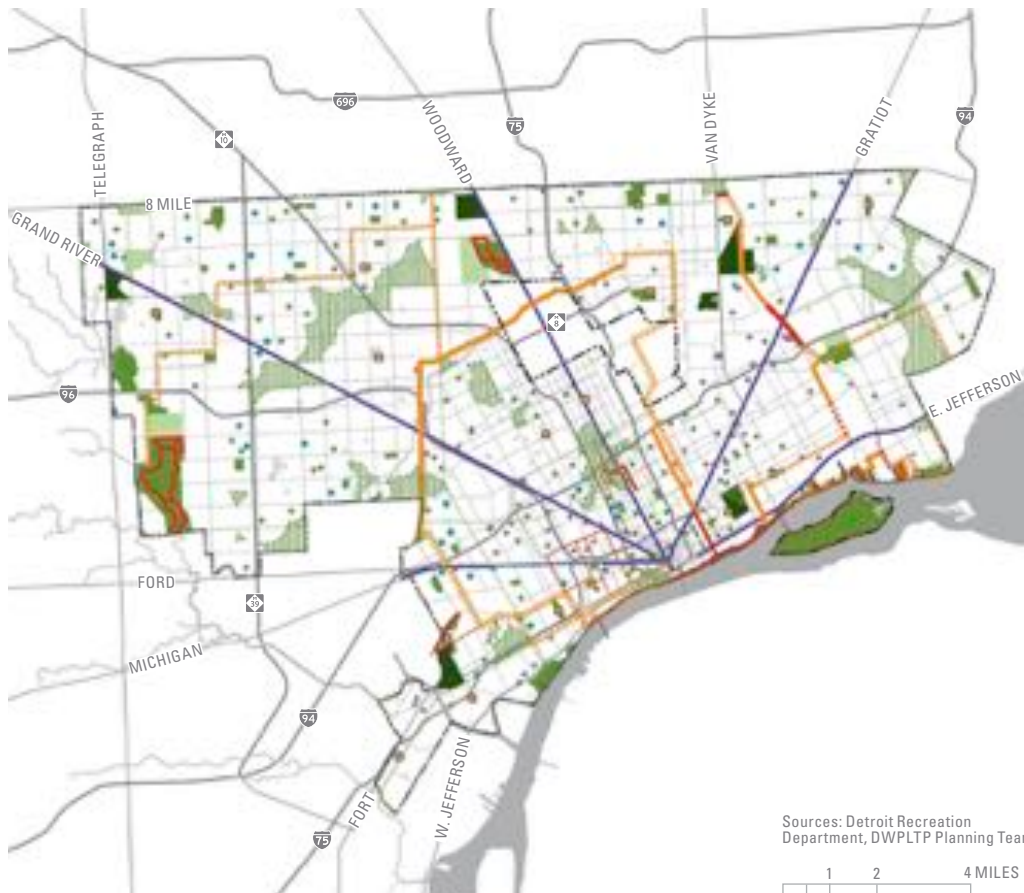 696
WOODWARD
75
VAN DYKE
GRATIOT
94
TELEGRAPH
10
8 MILE
GRAND RIVER
8
96
E. JEFFERSON
FORD
39
MICHIGAN
94
FORT
W. JEFFERSON
75
Sources: Detroit Recreation
Department, DWPLTP Planning Tear
1 2 4 MILES